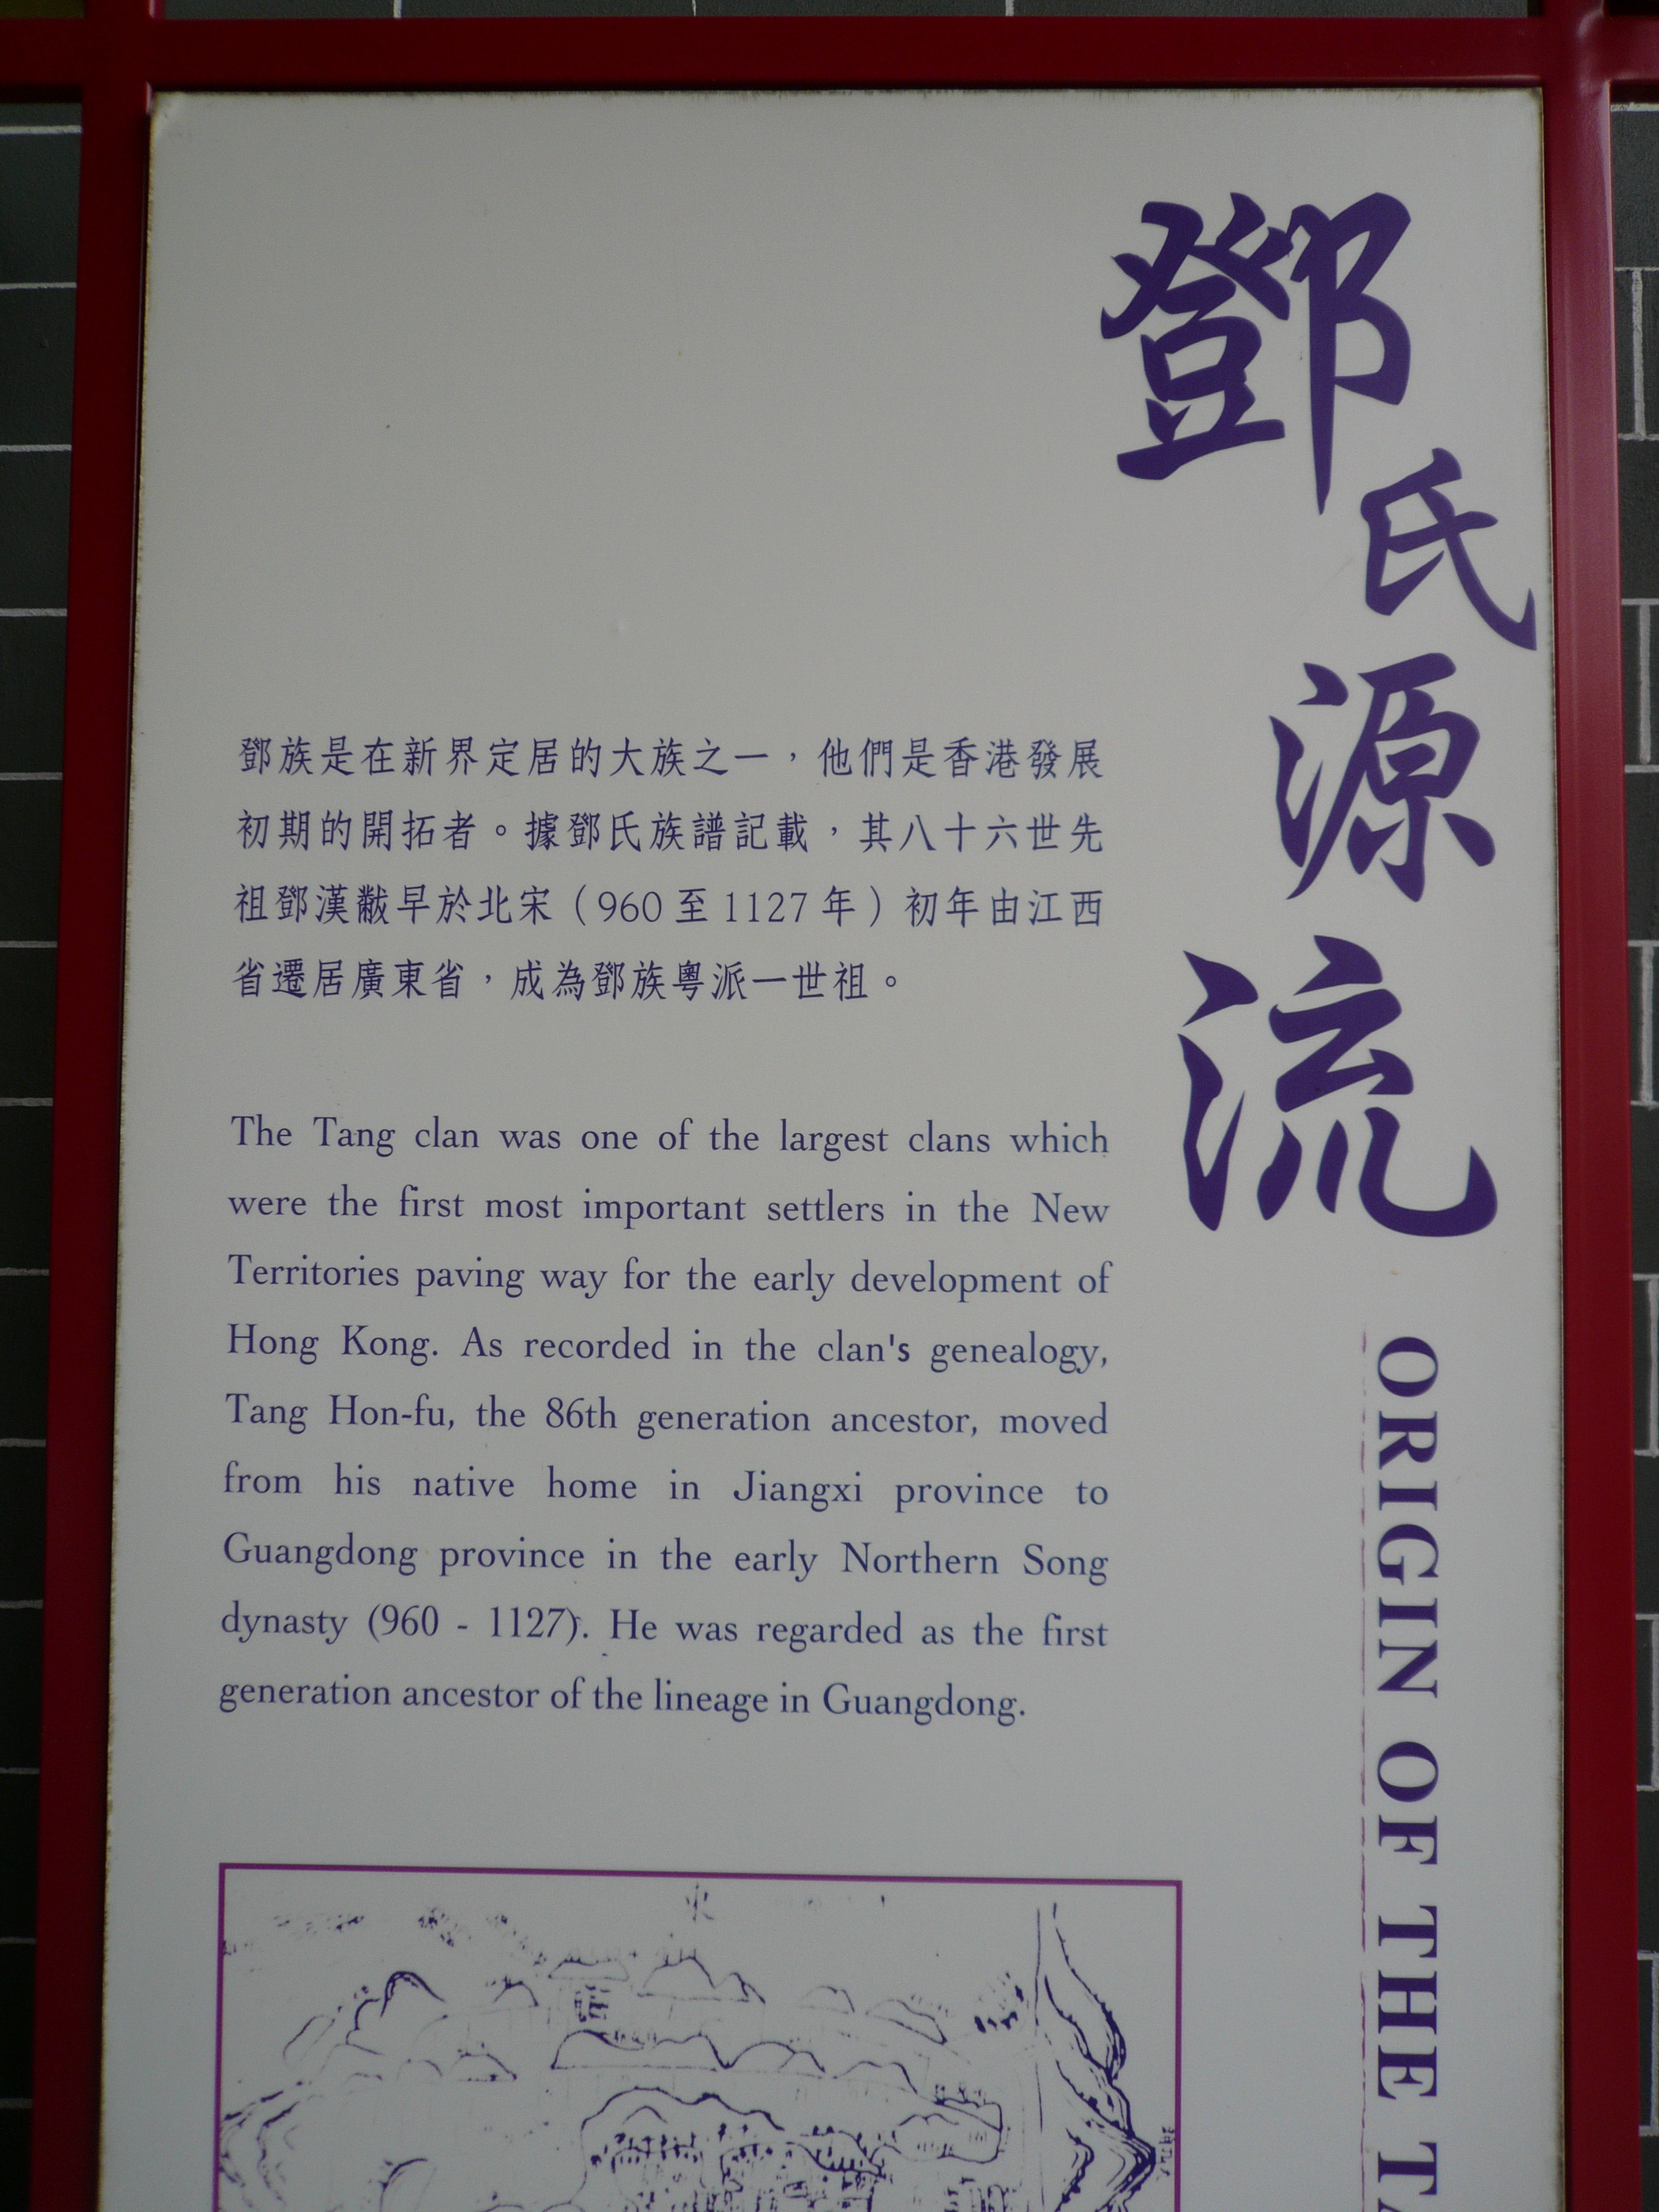 鄧氏源流
ORIGIN OF THE
鄧族是在新界定居的大族之一，他們是香港發展
初期的開拓者。據鄧氏族譜記載，其八十六世先
祖鄧漢黻早於北宋（960 至 1127 年）初年由江西
省遷居廣東省，成為鄧族粵派一世祖。
The Tang clan was one of the largest clans which
were the first most important settlers in the New
Territories paving way for the early development of
Hong Kong. As recorded in the clan's genealogy,
Tang Hon-fu, the 86th generation ancestor, moved
from his native home in Jiangxi province to
Guangdong province in the early Northern Song
dynasty (960 - 1127). He was regarded as the first
generation ancestor of the lineage in Guangdong.